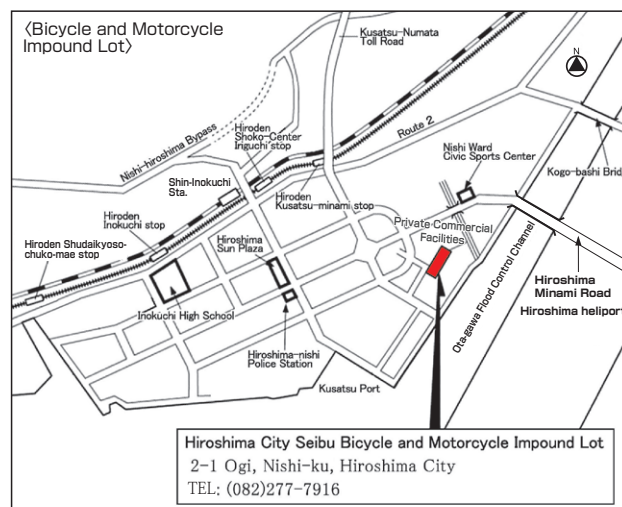 〈Bicycle and Motorcycle
Impound Lot〉
Kusatsu-Numata
Toll Road
N
Nishi-hiroshima Bypass
Hiroden
Shoko-Center
Iriguchi stop
Route 2
Nishi Ward
Civic Sports Center
Kogo-bashi Brid
Shin-Inokuchi
Sta.
Hiroden
Kusatsu-minami stop
Hiroden
Inokuchi stop
Private Commercial
Facilities
Hiroden Shudaikyoso-
chuko-mae stop
Hiroshima
Sun Plaza
Ota-gawa Flood Control Channel
Hiroshima
Minami Road
Hiroshima heliport
Inokuchi High School
Hiroshima-nishi
Police Station
Kusatsu Port
Hiroshima City Seibu Bicycle and Motorcycle Impound Lot
2-1 Ogi, Nishi-ku, Hiroshima City
TEL: (082)277-7916